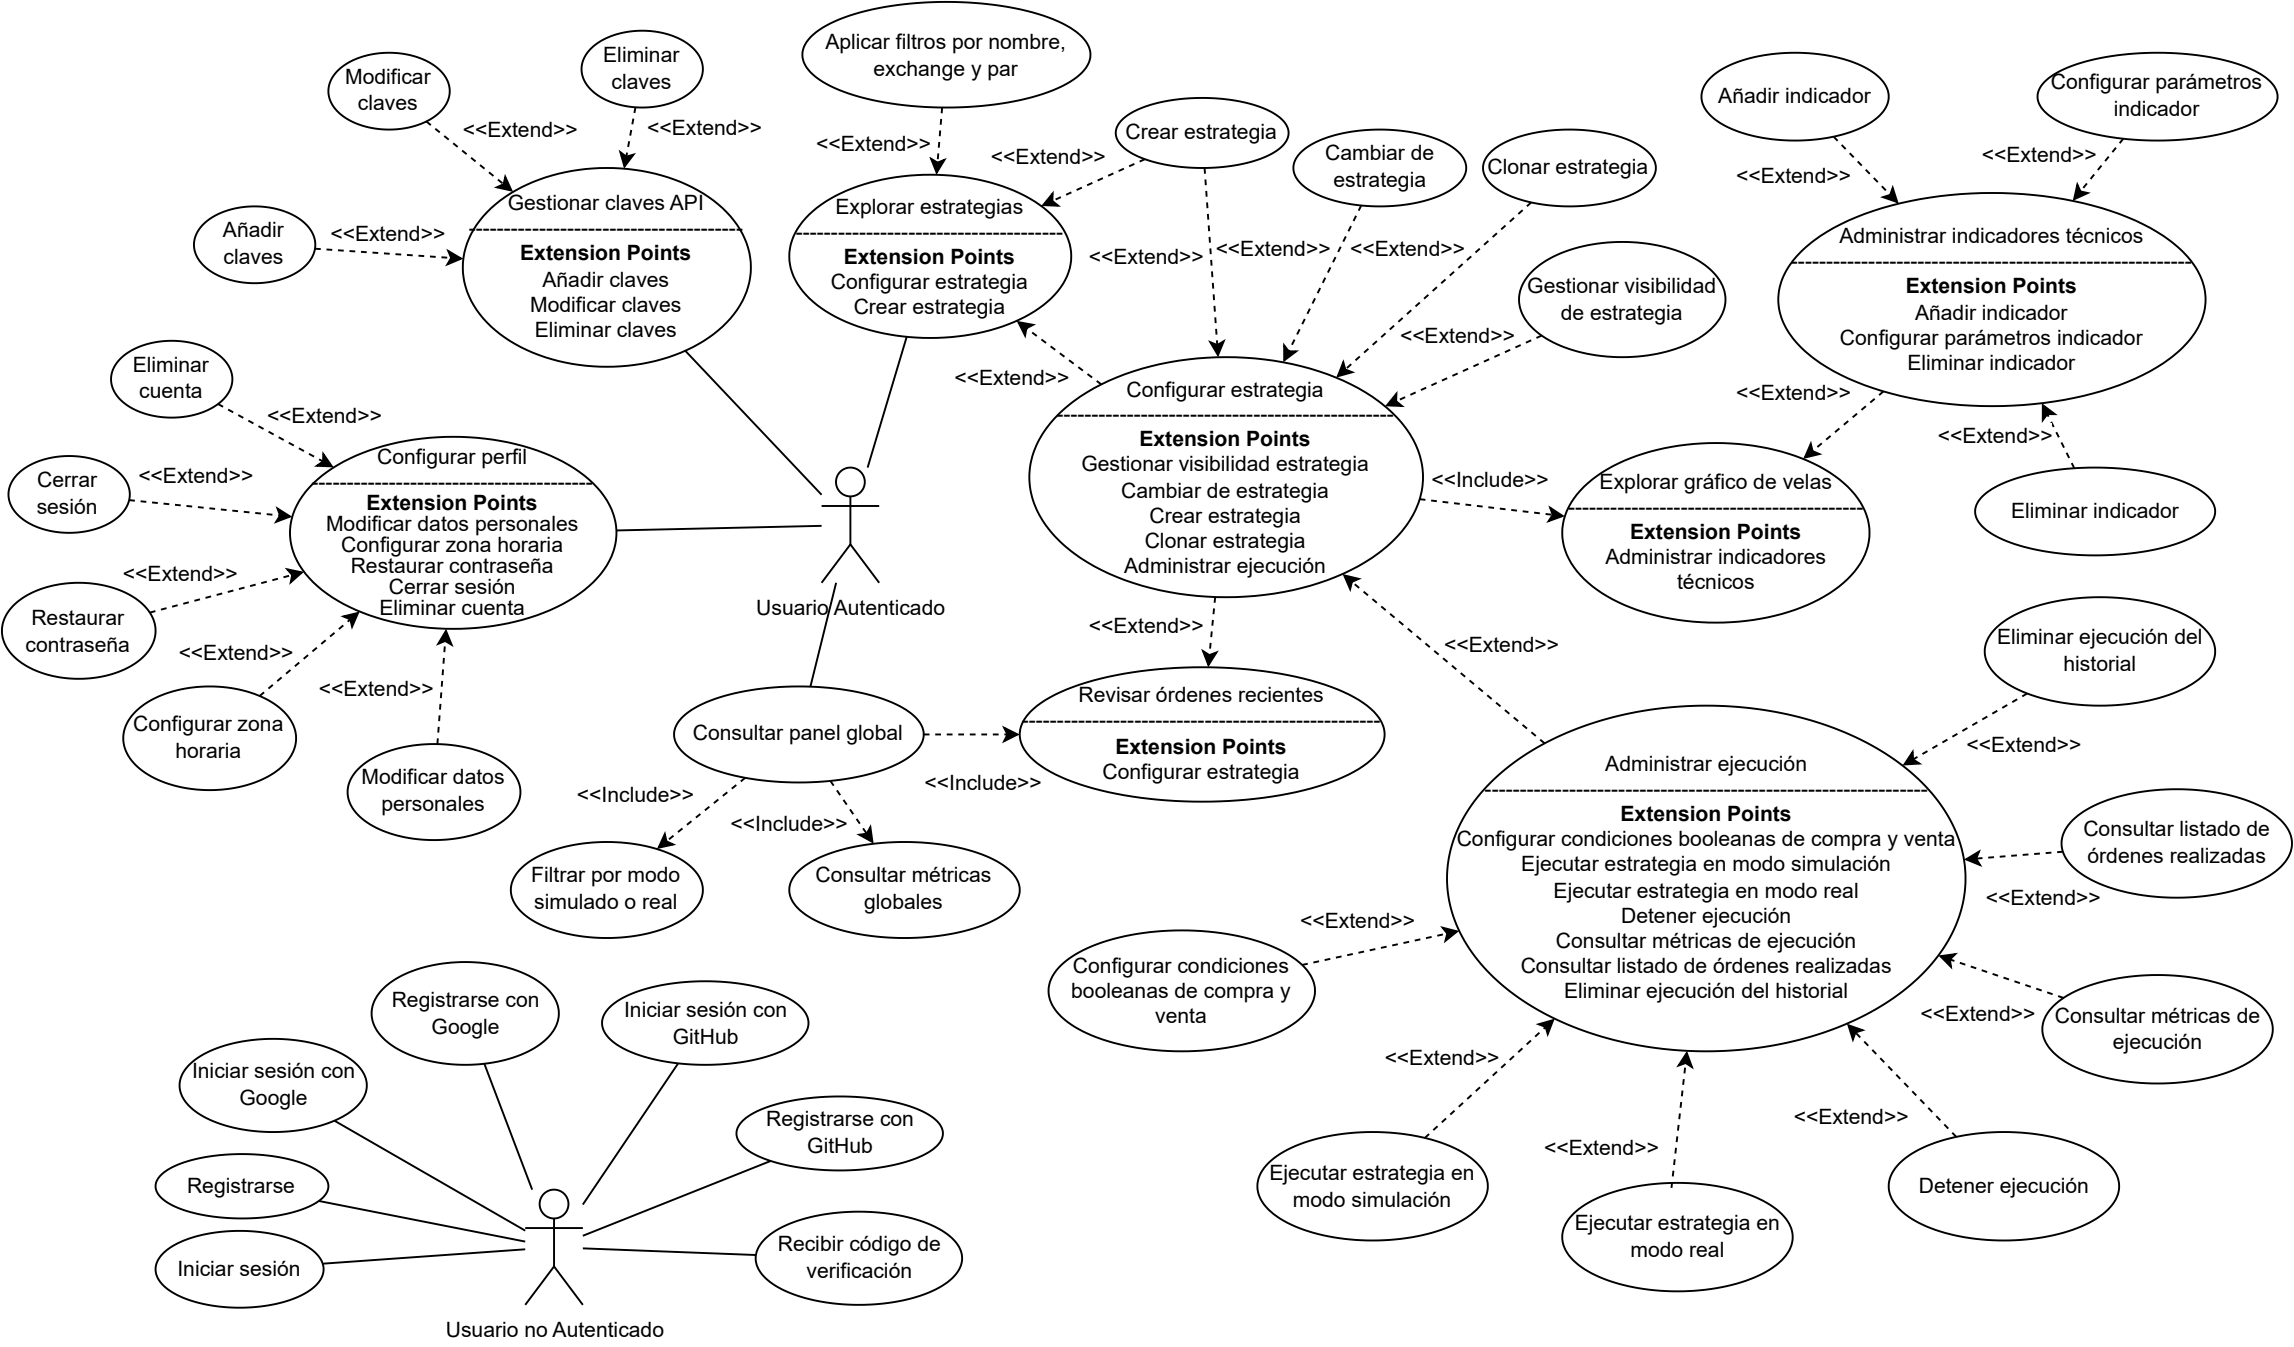 Modificar
claves
<<Extend>>
Eliminar
claves
<<Extend>>
Añadir
claves
<<Extend>>
Gestionar claves API
Extension Points
Añadir claves
Modificar claves
Eliminar claves
Aplicar filtros por nombre,
exchange y par
<<Extend>>
<<Extend>>
Crear estrategia
Explorar estrategias
Extension Points
Configurar estrategia
Crear estrategia
<<Extend>>
<<Extend>>
<<Extend>>
Cambiar de
estrategia
Clonar estrategia
Gestionar visibilidad
de estrategia
<<Extend>>
<<Extend>>
Configurar estrategia
Extension Points
Gestionar visibilidad estrategia
Cambiar de estrategia
Crear estrategia
Clonar estrategia
Administrar ejecución
<<Include>>
<<Extend>>
<<Extend>>
Añadir indicador
<<Extend>>
Configurar parámetros
indicador
<<Extend>>
Administrar indicadores técnicos
Extension Points
Añadir indicador
Configurar parámetros indicador
Eliminar indicador
<<Extend>>
<<Extend>>
Eliminar indicador
Explorar gráfico de velas
Extension Points
Administrar indicadores
técnicos
Eliminar
cuenta
<<Extend>>
Cerrar
sesión
<<Extend>>
Restaurar
contraseña
<<Extend>>
Configurar zona
horaria
<<Extend>>
Modificar datos
personales
<<Extend>>
Configurar perfil
Extension Points
Modificar datos personales
Configurar zona horaria
Restaurar contraseña
Cerrar sesión
Eliminar cuenta
Usuario Autenticado
Consultar panel global
<<Include>>
<<Include>>
<<Include>>
Revisar órdenes recientes
Extension Points
Configurar estrategia
Filtrar por modo
simulado o real
Consultar métricas
globales
Eliminar ejecución del
historial
<<Extend>>
Administrar ejecución
Extension Points
Configurar condiciones booleanas de compra y venta
Ejecutar estrategia en modo simulación
Ejecutar estrategia en modo real
Detener ejecución
Consultar métricas de ejecución
Consultar listado de órdenes realizadas
Eliminar ejecución del historial
Consultar listado de
órdenes realizadas
<<Extend>>
Consultar métricas de
ejecución
<<Extend>>
<<Extend>>
Configurar condiciones
booleanas de compra y
venta
<<Extend>>
Ejecutar estrategia en
modo simulación
<<Extend>>
Ejecutar estrategia en
modo real
<<Extend>>
Detener ejecución
Registrarse con
Google
Iniciar sesión con
GitHub
Iniciar sesión con
Google
Registrarse con
GitHub
Registrarse
Iniciar sesión
Recibir código de
verificación
Usuario no Autenticado